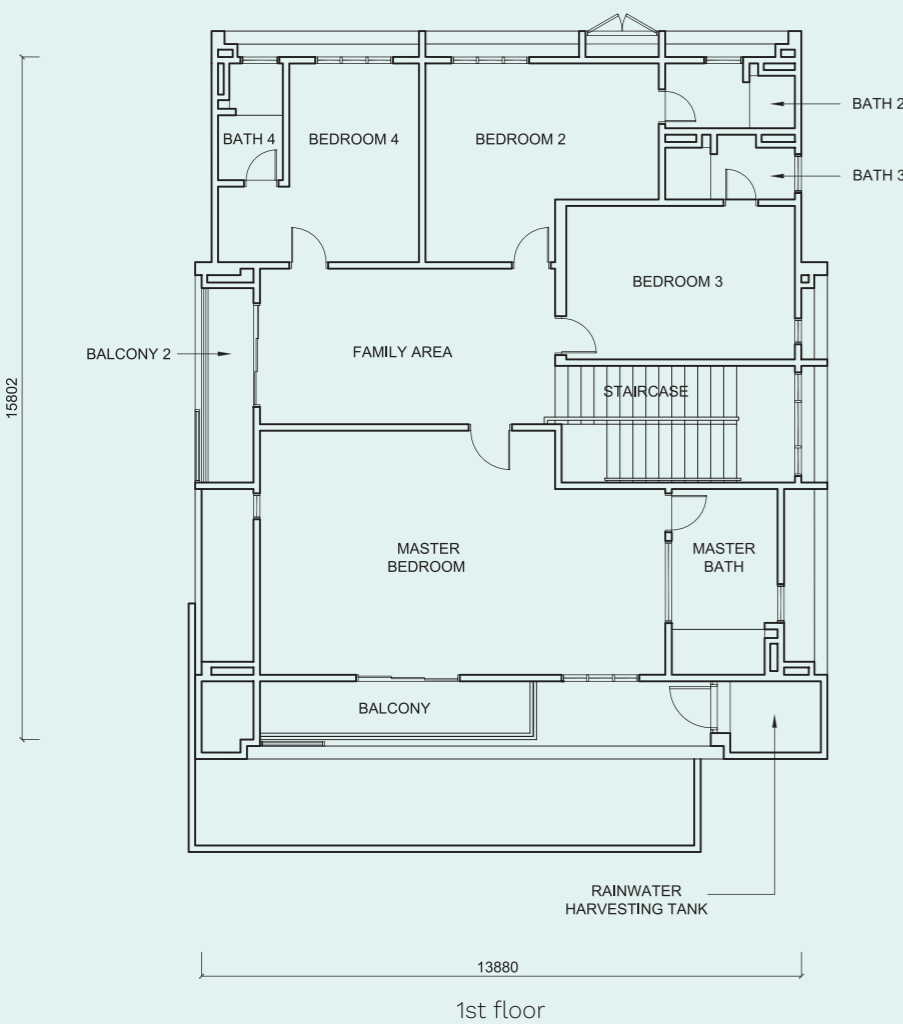 BATH 2
BATH 4
BEDROOM 4
BEDROOM 2
BATH 3
BEDROOM 3
BALCONY 2
FAMILY AREA
15802
STAIRCASE
MASTER
BEDROOM
MASTER
BATH
BALCONY
RAINWATER
HARVESTING TANK
13880
1st floor